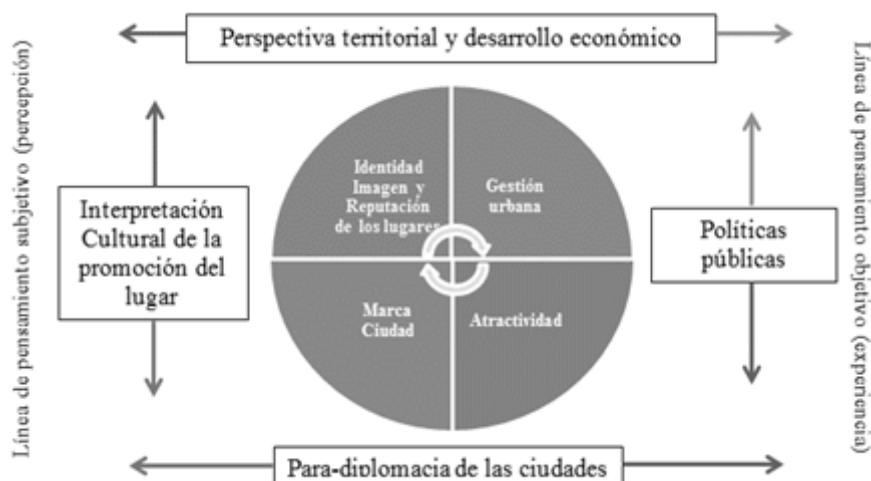 Perspectiva territorial y desarrollo económico
Línea de pensamiento subjetivo (percepción)
Interpretación
Cultural de la
promoción del
lugar
Identidad
Imagen y
Reputación
de los lugares
Gestión
urbana
Marca
Ciudad
Atractividad
Políticas
públicas
Línea de pensamiento objetivo (experiencia)
Para-diplomacia de las ciudades